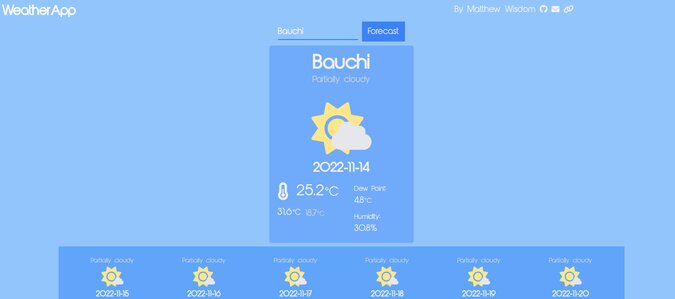 WeatherApp
By Matthew Wisdom
Bauchi
Forecast
Bauchi
Partially cloudy
2022-11-14
25.2°C
31.6°C 18.7°C
Dew Point:
4.8°C
Humidity:
30.8%
Partially cloudy Partially cloudy Partially cloudy Partially cloudy Partially cloudy Partially cloudy
2022-11-15 2022-11-16 2022-11-17 2022-11-18 2022-11-19 2022-11-20